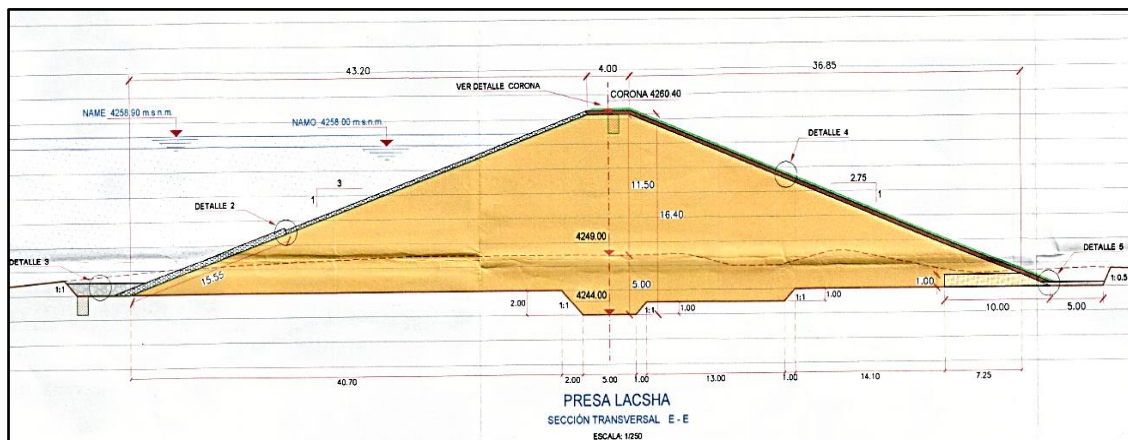 43.20
4.00
36.85
VER DETALLE CORONA
CORONA 4260.40
NAME 4258.90 m s.n.m.
NAMO 4258.00 m s.n.m.
DETALLE 4
3
1
2.75
1
11.50
16.40
DETALLE 2
4249.00
DETALLE 3
DETALLE 5
15.55
1:1
5.00
1.00
1:0.5
2.00
1:1
4244.00
1:1
1.00
1:1
1.00
10.00
5.00
40.70
2.00
5.00
1.00
13.00
1.00
14.10
7.25
PRESA LACSHA
SECCIÓN TRANSVERSAL E - E
ESCALA: 1/250